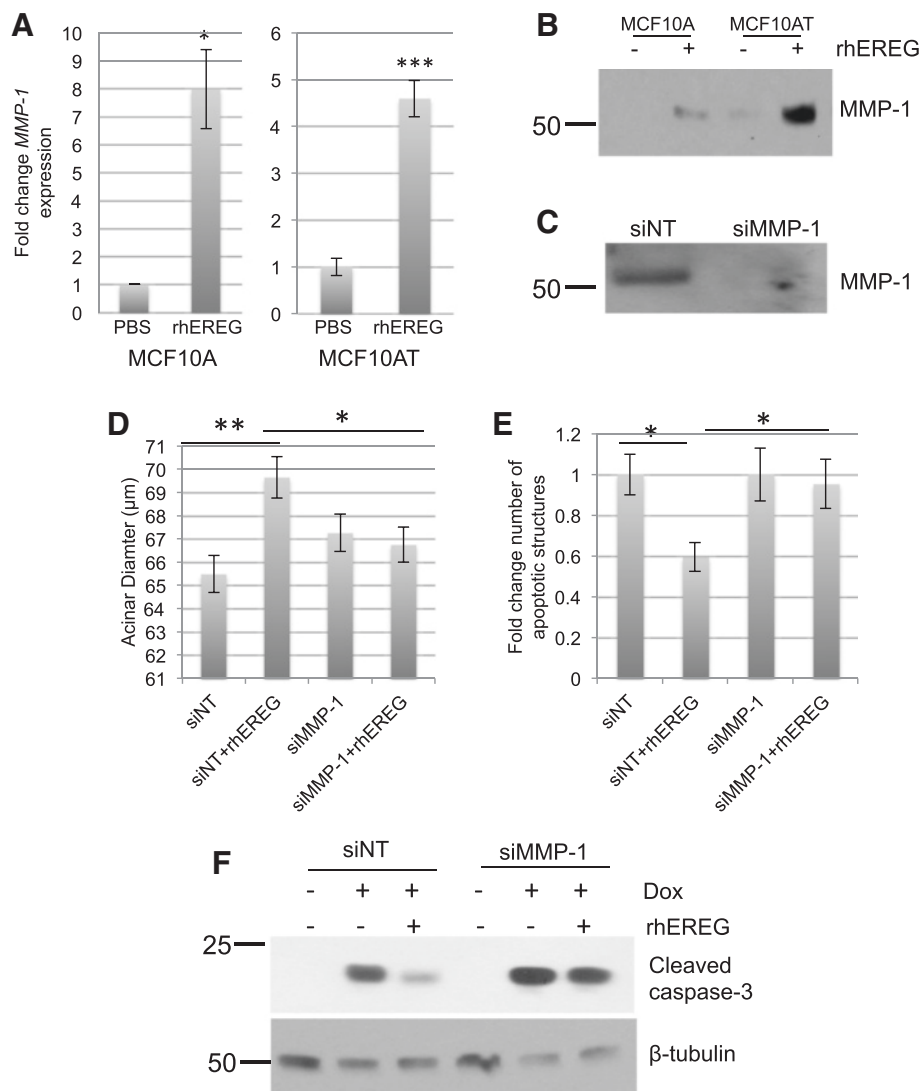 A
Fold change MMP-1
expression
10
9
8
7
6
5
4
3
2
1
0
*
PBS
rhEREG
MCF10A
6
5
4
3
2
1
0
***
PBS
rhEREG
MCF10AT
B
MCF10A
MCF10AT
- + - + rhEREG
50
MMP-1
C
siNT
siMMP-1
50
MMP-1
D
**
*
Acinar Diamter (µm)
71
70
69
68
67
66
65
64
63
62
61
siNT
siNT+rhEREG
siMMP-1
siMMP-1+rhEREG
E
*
*
Fold change number of
apoptotic structures
1.2
1
0.8
0.6
0.4
0.2
0
siNT
siNT+rhEREG
siMMP-1
siMMP-1+rhEREG
F
siNT
siMMP-1
- + + - + + Dox
- - + - - + rhEREG
25
Cleaved
caspase-3
50
β-tubulin